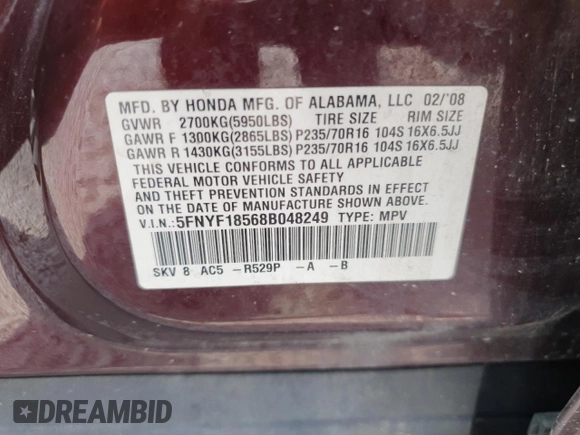 MFD. BY HONDA MFG. OF ALABAMA, LLC 02/'08
GVWR 2700KG(5950LBS) TIRE SIZE RIM SIZE
GAWR F 1300KG(2865LBS) P235/70R16 104S 16X6.5JJ
GAWR R 1430KG(3155LBS) P235/70R16 104S 16X6.5JJ
THIS VEHICLE CONFORMS TO ALL APPLICABLE
FEDERAL MOTOR VEHICLE SAFETY
AND THEFT PREVENTION STANDARDS IN EFFECT
ON THE DATE OF MANUFACTURE SHOWN ABOVE.
V.I.N.: 5FNYF18568B048249 TYPE: MPV
SKV 8 AC5 -R529P -A -B
DREAMBID